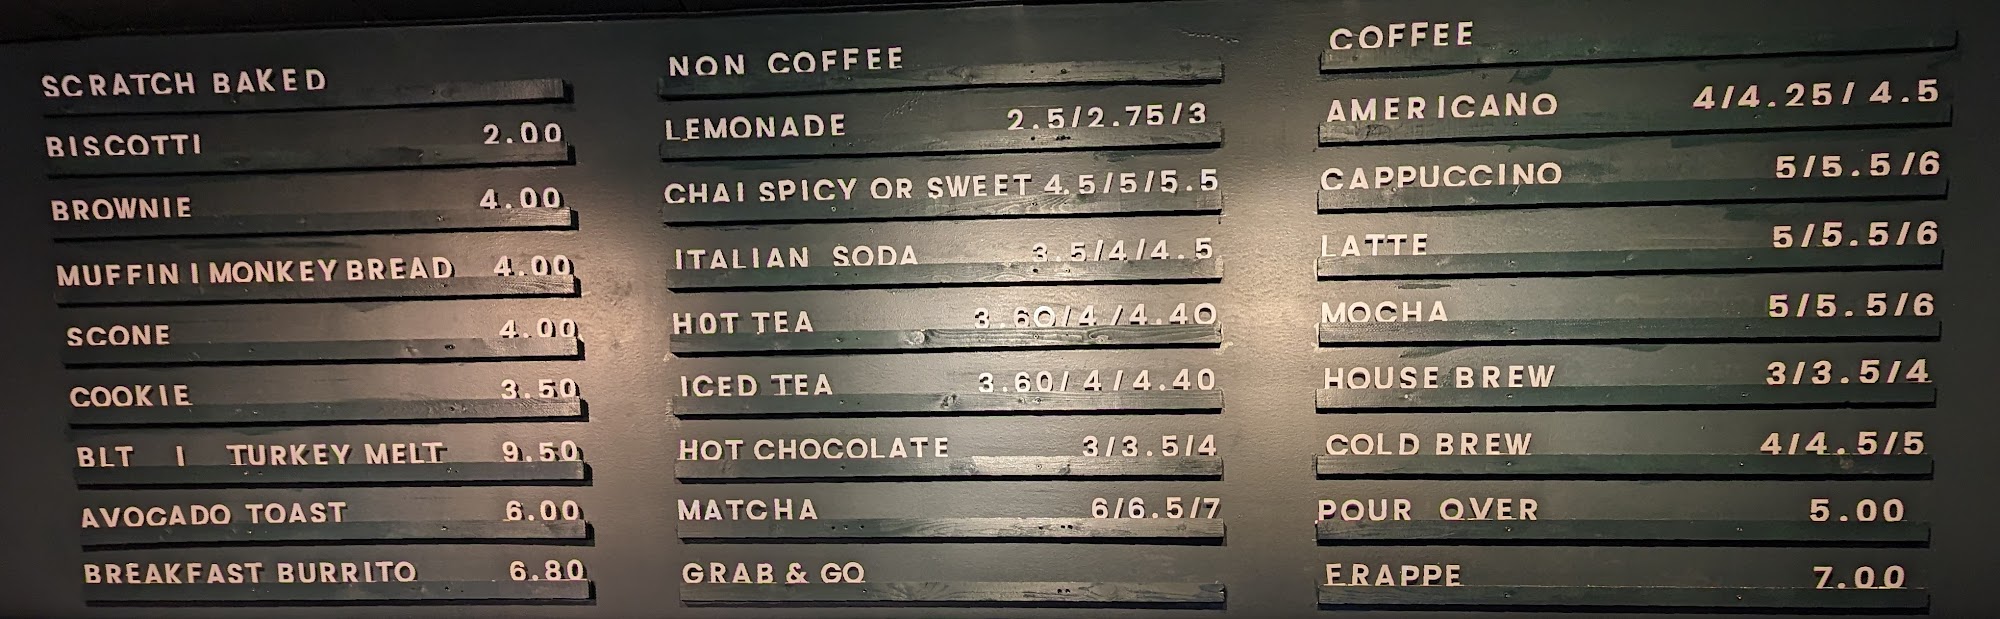 SCRATCH BAKED
BISCOTTI 2.00
BROWNIE 4.00
MUFFIN | MONKEY BREAD 4.00
SCONE 4.00
COOKIE 3.50
BLT | TURKEY MELT 9.50
AVOCADO TOAST 6.00
BREAKFAST BURRITO 6.80
NON COFFEE
LEMONADE 2.5/2.75/3
CHAI SPICY OR SWEET 4.5/5/5.5
ITALIAN SODA 3.5/4/4.5
HOT TEA 3.60/4/4.40
ICED TEA 3.60/4/4.40
HOT CHOCOLATE 3/3.5/4
MATCHA 6/6.5/7
GRAB & GO
COFFEE
AMERICANO 4/4.25/4.5
CAPPUCCINO 5/5.5/6
LATTE 5/5.5/6
MOCHA 5/5.5/6
HOUSE BREW 3/3.5/4
COLD BREW 4/4.5/5
POUR OVER 5.00
FRAPPE 7.00